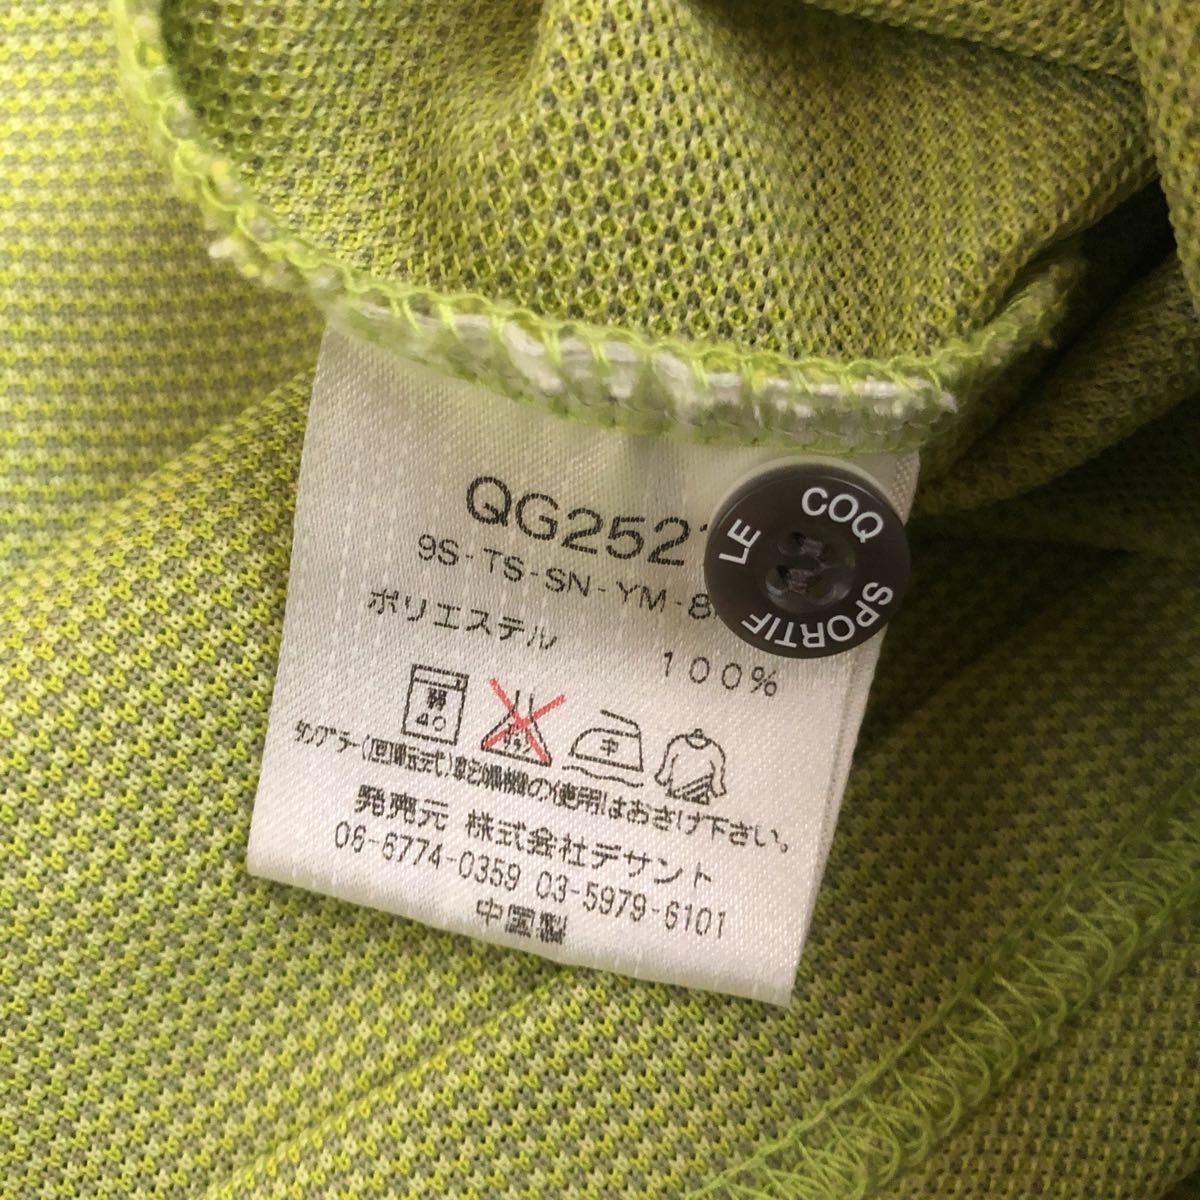 QG2521
9S-TS-SN-YM-8
ポリエステル 100%
弱
40
中
タンブラー(回転式)乾燥機の使用はおさけ下さい。
発売元 株式会社デサント
06-6774-0359 03-5979-6101
中国製
LE COQ SPORTIF